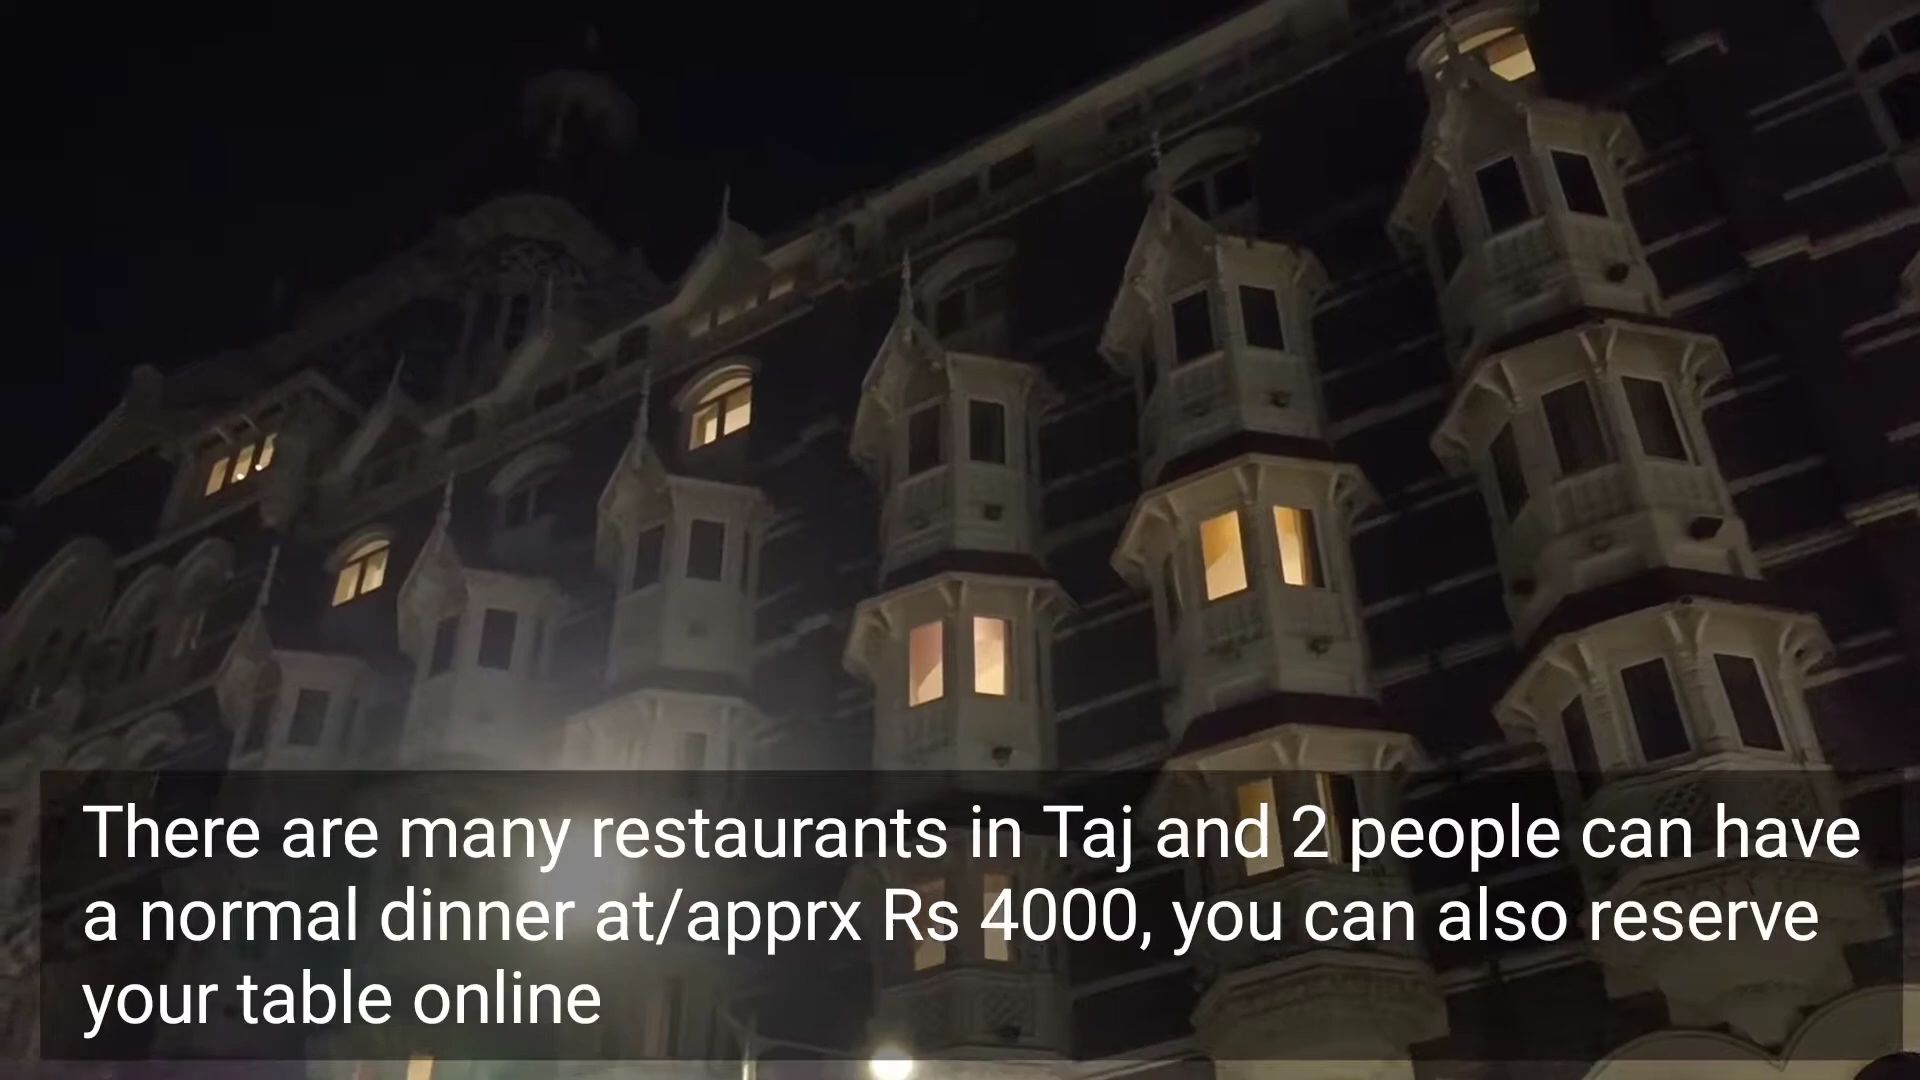 There are many restaurants in Taj and 2 people can have
a normal dinner at/apprx Rs 4000, you can also reserve
your table online